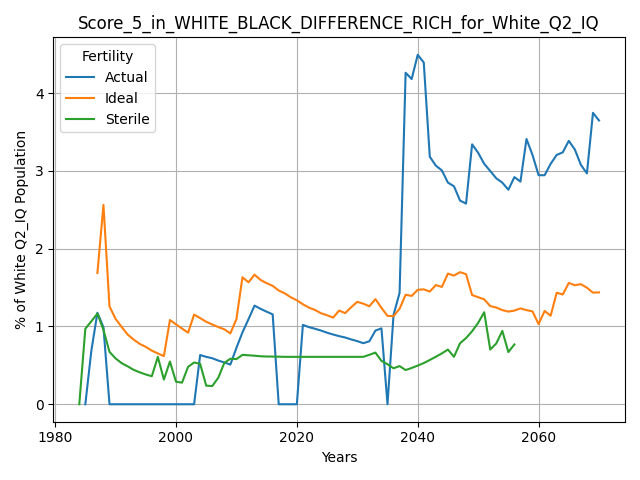 Score_5_in_WHITE_BLACK_DIFFERENCE_RICH_for_White_Q2_IQ
Fertility
Actual
Ideal
Sterile
% of White Q2_IQ Population
4
3
2
1
0
1980
2000
2020
2040
2060
Years